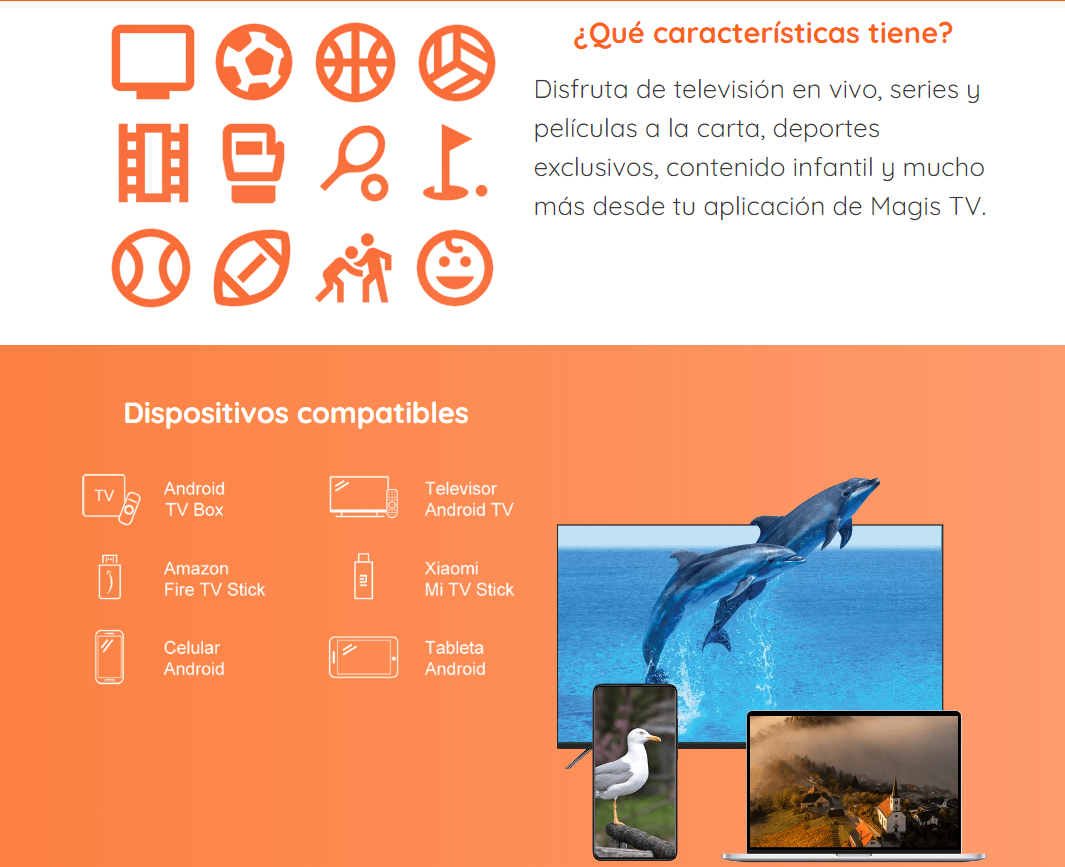 ¿Qué características tiene?
Disfruta de televisión en vivo, series y
películas a la carta, deportes
exclusivos, contenido infantil y mucho
más desde tu aplicación de Magis TV.
Dispositivos compatibles
TV
Android
TV Box
Televisor
Android TV
Amazon
Fire TV Stick
Xiaomi
Mi TV Stick
Celular
Android
Tableta
Android